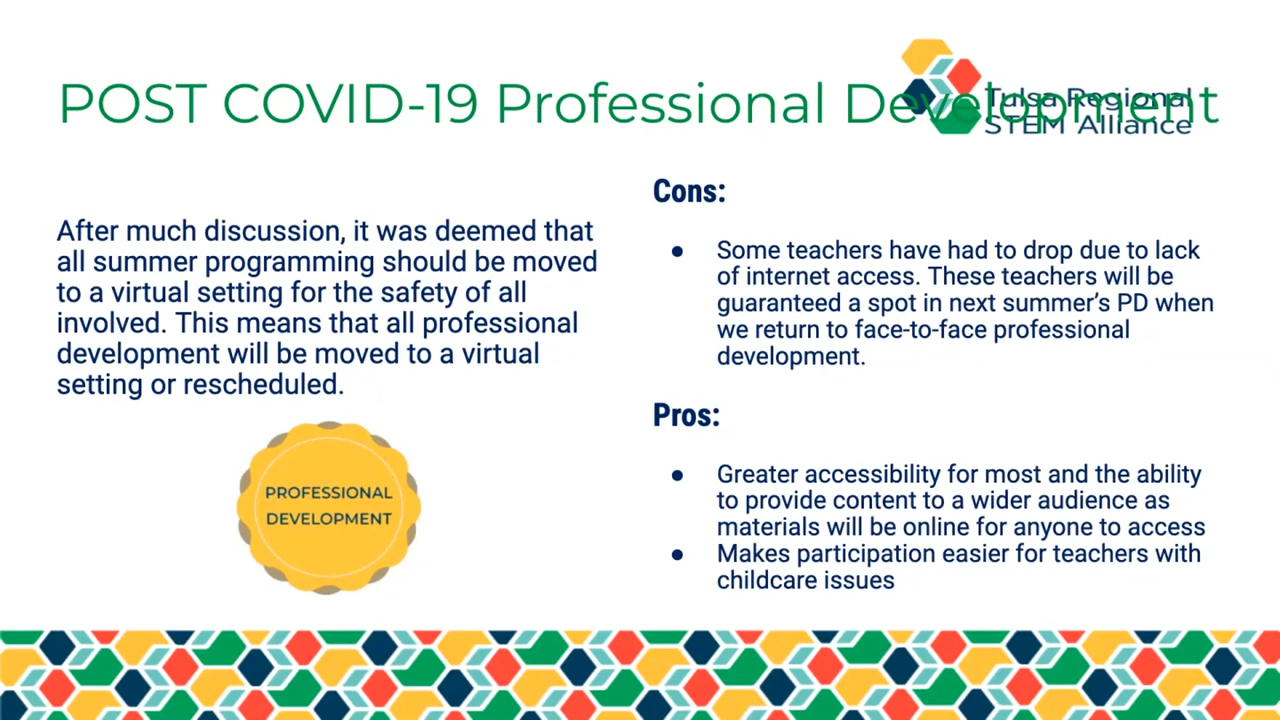 POST COVID-19 Professional Development
Tulsa Regional
STEM Alliance
After much discussion, it was deemed that
all summer programming should be moved
to a virtual setting for the safety of all
involved. This means that all professional
development will be moved to a virtual
setting or rescheduled.
PROFESSIONAL
DEVELOPMENT
Cons:
● Some teachers have had to drop due to lack
of internet access. These teachers will be
guaranteed a spot in next summer’s PD when
we return to face-to-face professional
development.
Pros:
● Greater accessibility for most and the ability
to provide content to a wider audience as
materials will be online for anyone to access
● Makes participation easier for teachers with
childcare issues